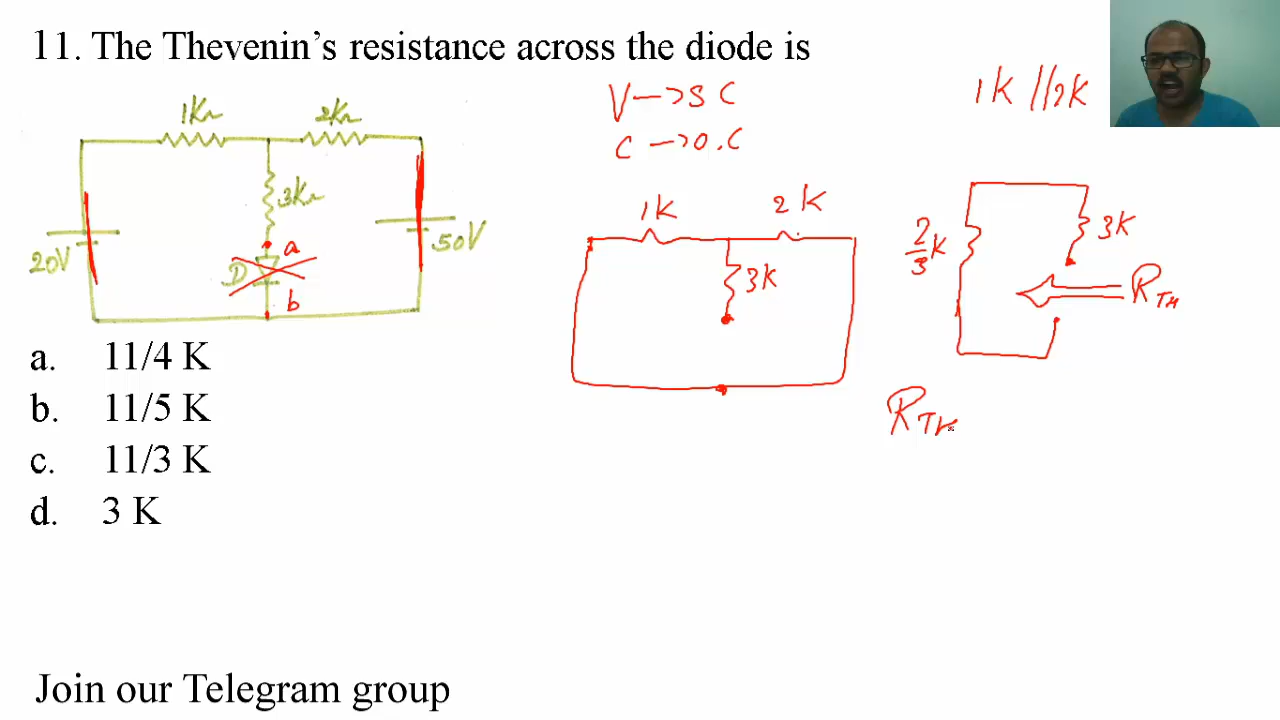 11. The Thevenin's resistance across the diode is
V → S C
C → O.C
1K // 2K
1KΩ
2KΩ
3KΩ
20V
50V
D
a
b
1K
2K
3K
2/3 K
3K
RTH
RTH
a. 11/4 K
b. 11/5 K
c. 11/3 K
d. 3 K
Join our Telegram group